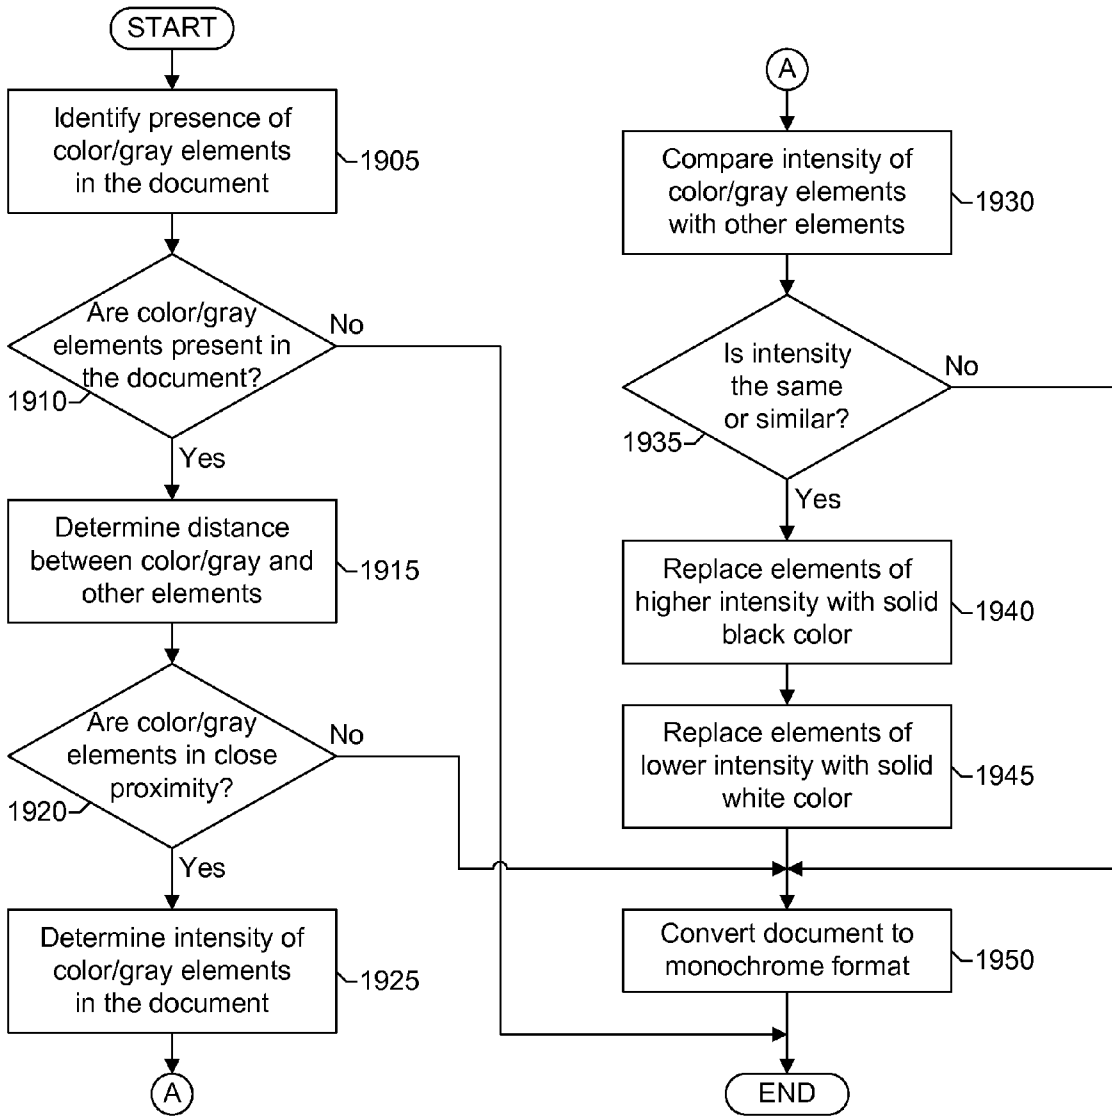 START
Identify presence of
color/gray elements
in the document
1905
Are color/gray
elements present in
the document?
No
1910
Yes
Determine distance
between color/gray and
other elements
1915
Are color/gray
elements in close
proximity?
No
1920
Yes
Determine intensity of
color/gray elements
in the document
1925
A
A
Compare intensity of
color/gray elements
with other elements
1930
Is intensity
the same
or similar?
No
1935
Yes
Replace elements of
higher intensity with solid
black color
1940
Replace elements of
lower intensity with solid
white color
1945
Convert document to
monochrome format
1950
END